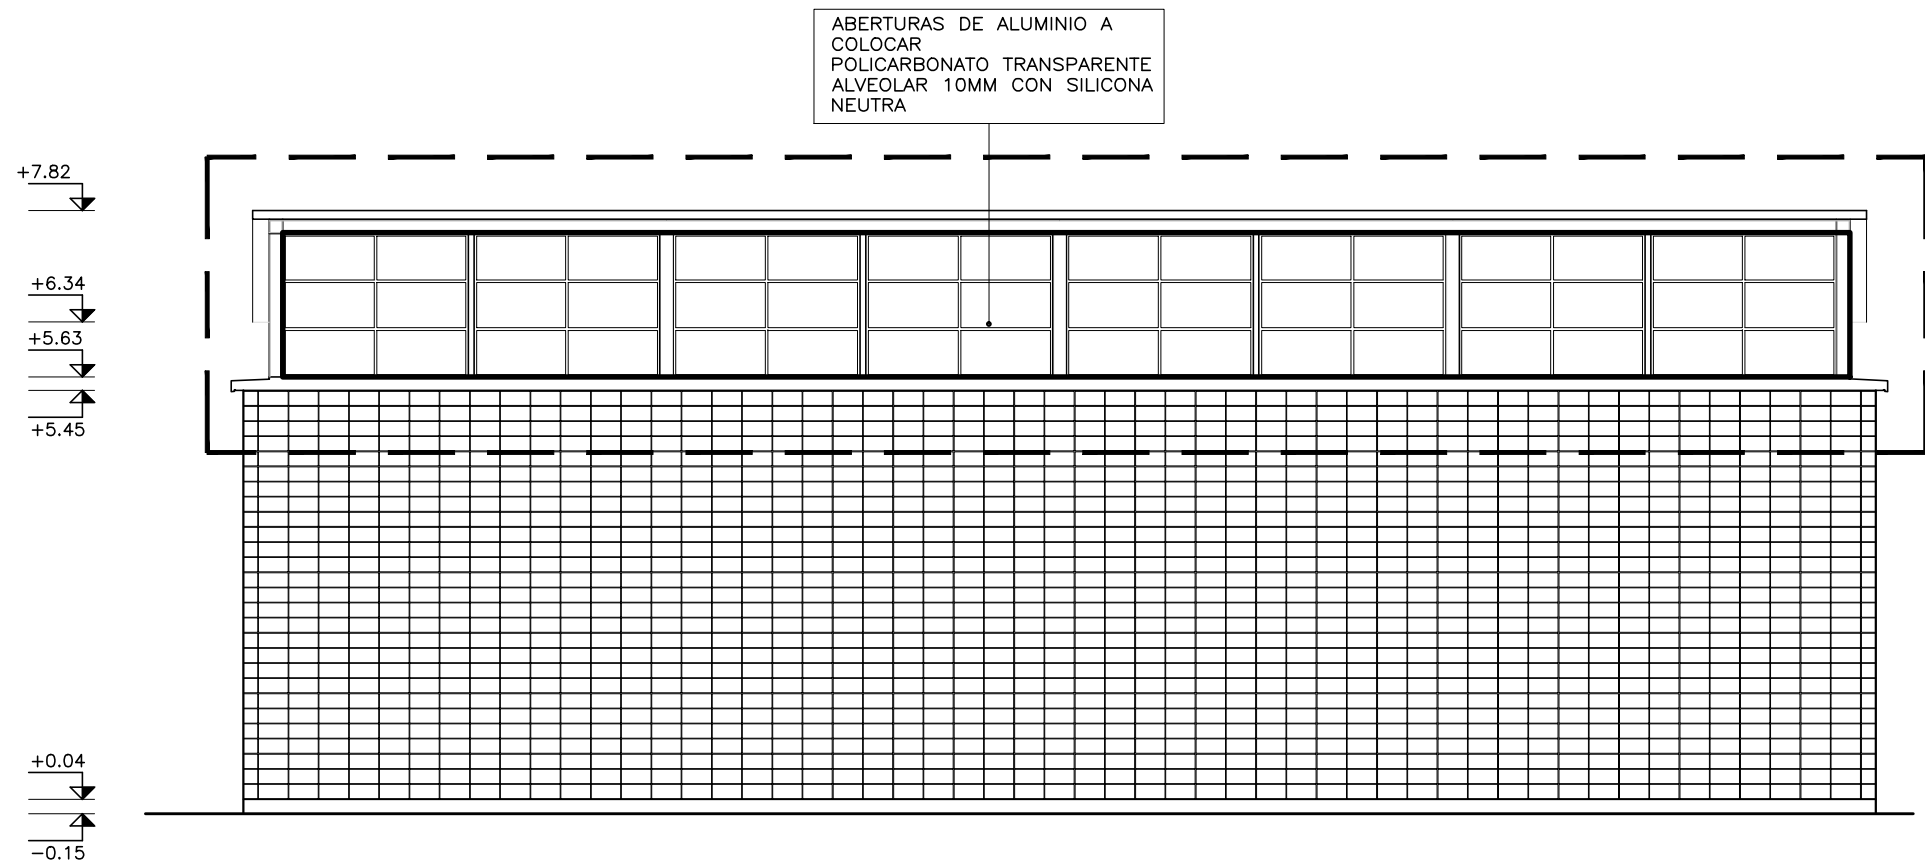 ABERTURAS DE ALUMINIO A
COLOCAR
POLICARBONATO TRANSPARENTE
ALVEOLAR 10MM CON SILICONA
NEUTRA
+7.82
+6.34
+5.63
+5.45
+0.04
-0.15